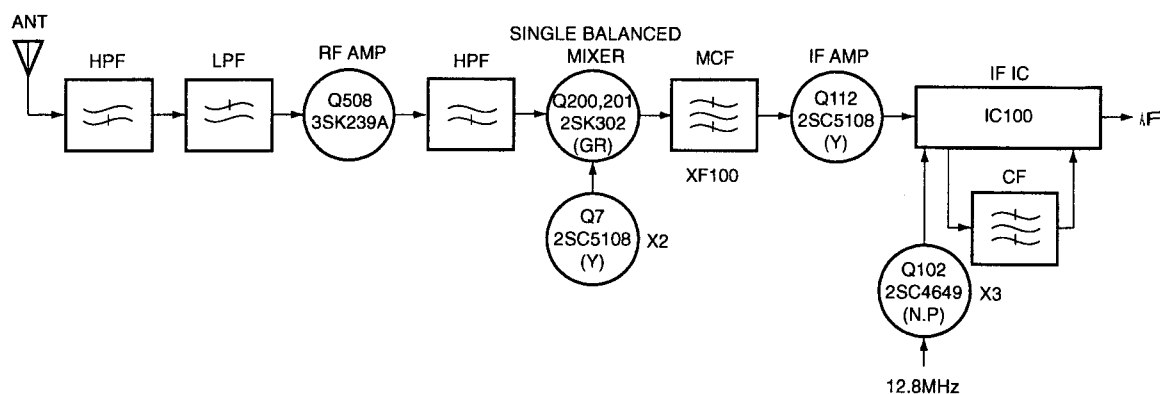 ANT
HPF
LPF
RF AMP
Q508
3SK239A
HPF
SINGLE BALANCED
MIXER
Q200,201
2SK302
(GR)
MCF
XF100
IF AMP
Q112
2SC5108
(Y)
IF IC
IC100
AF
Q7
2SC5108
(Y)
X2
CF
Q102
2SC4649
(N.P)
X3
12.8MHz